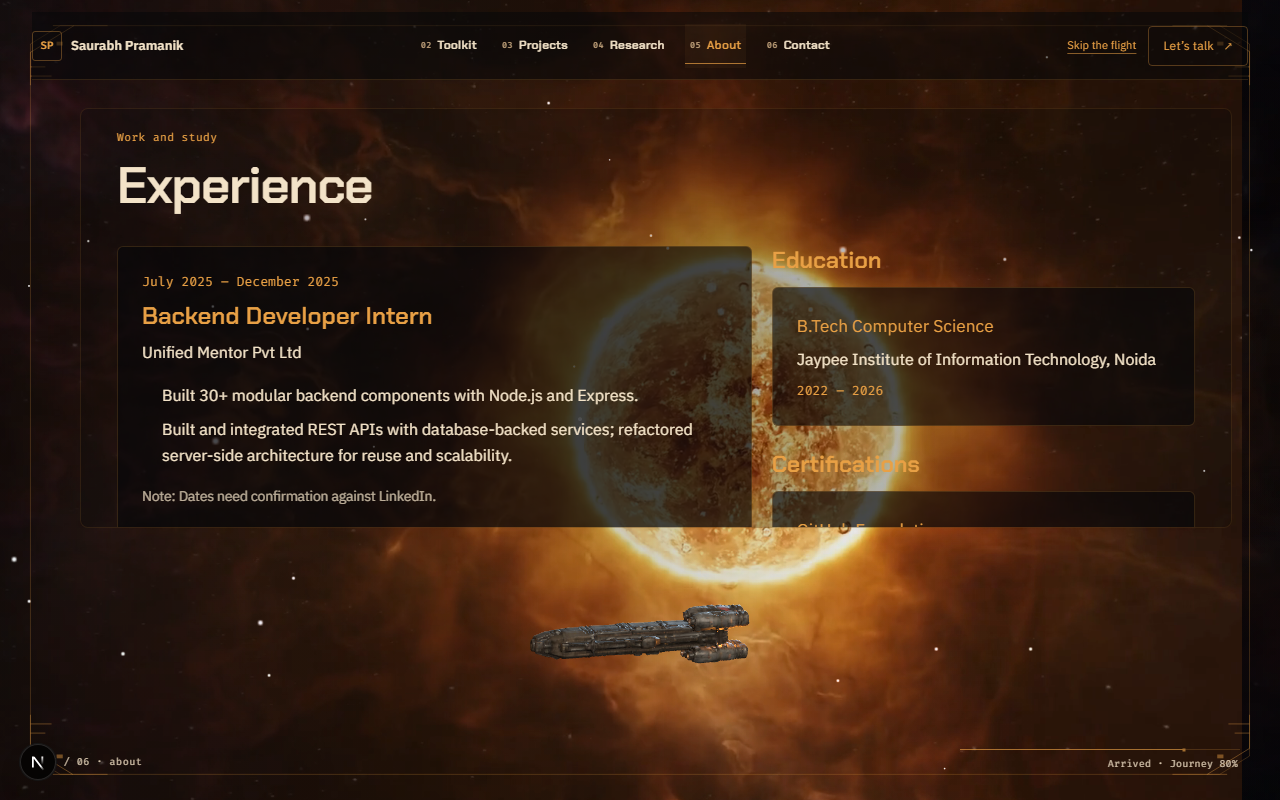 SP Saurabh Pramanik
02 Toolkit 03 Projects 04 Research 05 About 06 Contact
Skip the flight
Let's talk ↗
Work and study
Experience
July 2025 – December 2025
Backend Developer Intern
Unified Mentor Pvt Ltd
Built 30+ modular backend components with Node.js and Express.
Built and integrated REST APIs with database-backed services; refactored
server-side architecture for reuse and scalability.
Note: Dates need confirmation against LinkedIn.
Education
B.Tech Computer Science
Jaypee Institute of Information Technology, Noida
2022 – 2026
Certifications
N
/ 06 · about
Arrived · Journey 80%